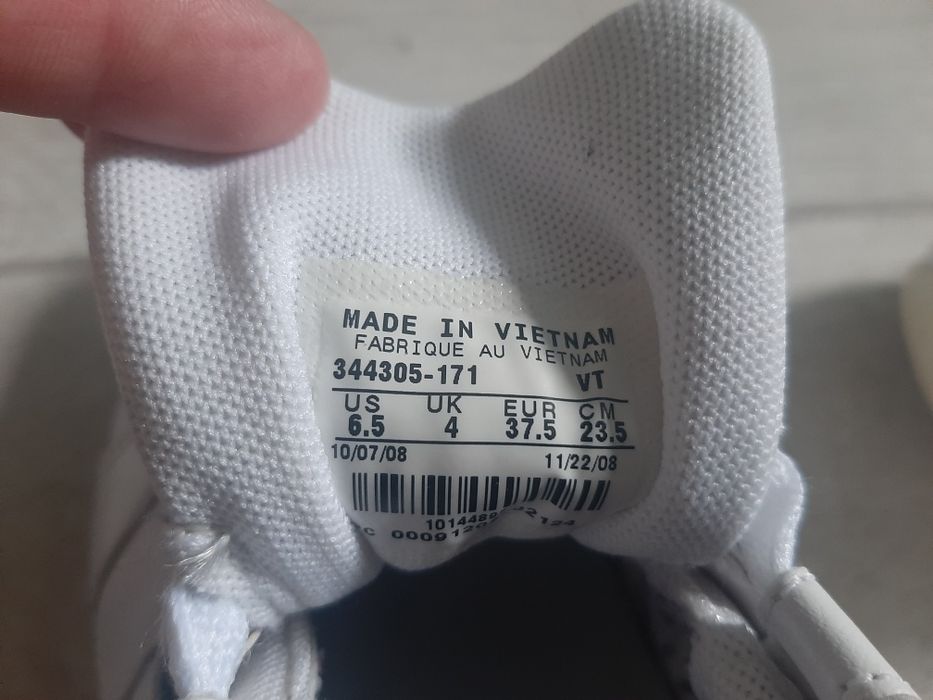 MADE IN VIETNAM
FABRIQUE AU VIETNAM
344305-171 VT
US UK EUR CM
6.5 4 37.5 23.5
10/07/08 11/22/08